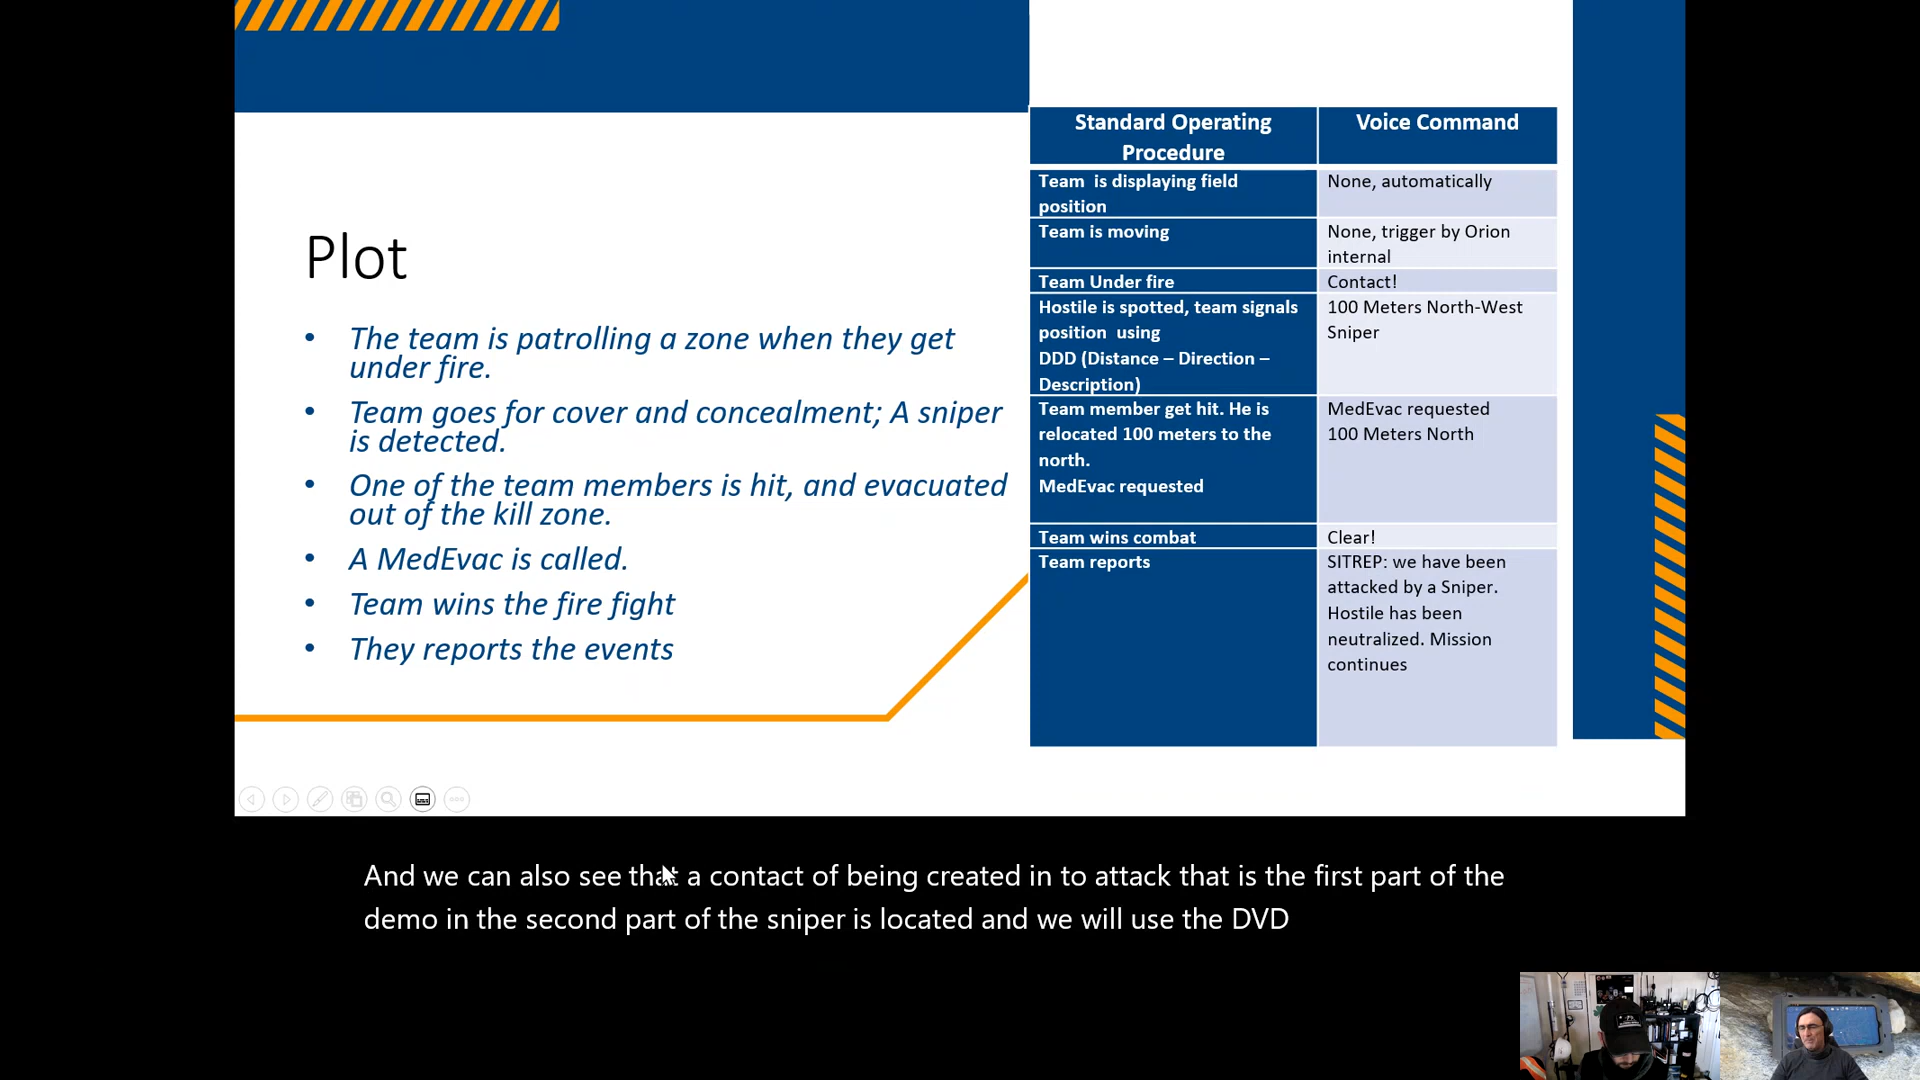 Plot
• The team is patrolling a zone when they get
under fire.
• Team goes for cover and concealment; A sniper
is detected.
• One of the team members is hit, and evacuated
out of the kill zone.
• A MedEvac is called.
• Team wins the fire fight
• They reports the events
Standard Operating
Procedure
Voice Command
Team is displaying field
position
None, automatically
Team is moving
None, trigger by Orion
internal
Team Under fire
Contact!
Hostile is spotted, team signals
position using
DDD (Distance – Direction –
Description)
100 Meters North-West
Sniper
Team member get hit. He is
relocated 100 meters to the
north.
MedEvac requested
MedEvac requested
100 Meters North
Team wins combat
Clear!
Team reports
SITREP: we have been
attacked by a Sniper.
Hostile has been
neutralized. Mission
continues
And we can also see that a contact of being created in to attack that is the first part of the
demo in the second part of the sniper is located and we will use the DVD